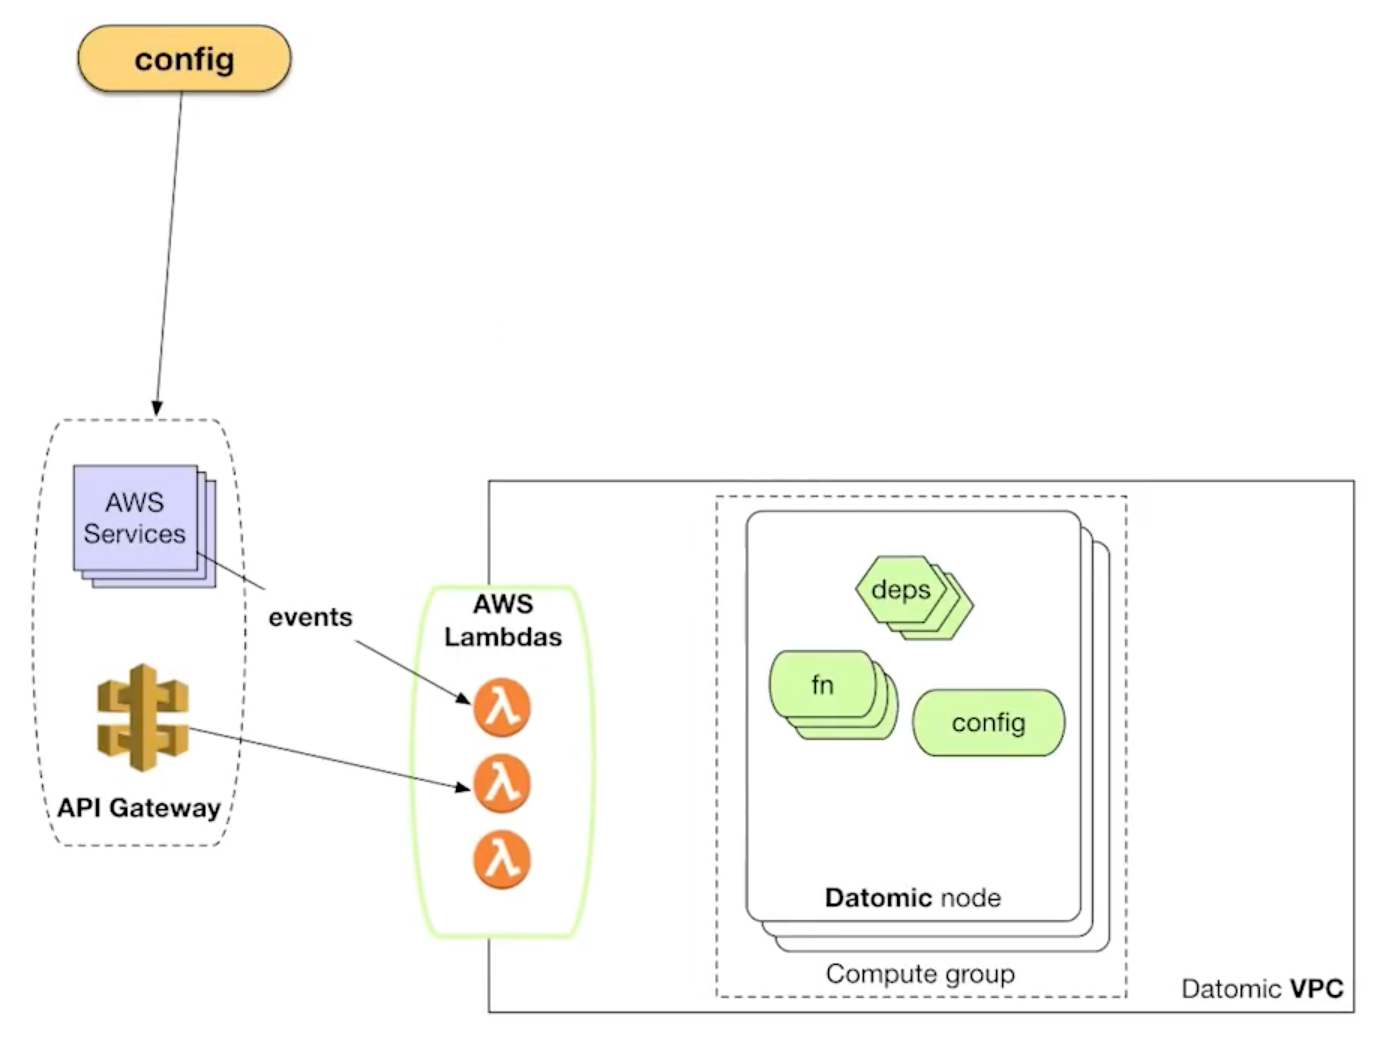 config
AWS
Services
events
API Gateway
AWS
Lambdas
λ
λ
λ
deps
fn
config
Datomic node
Compute group
Datomic VPC